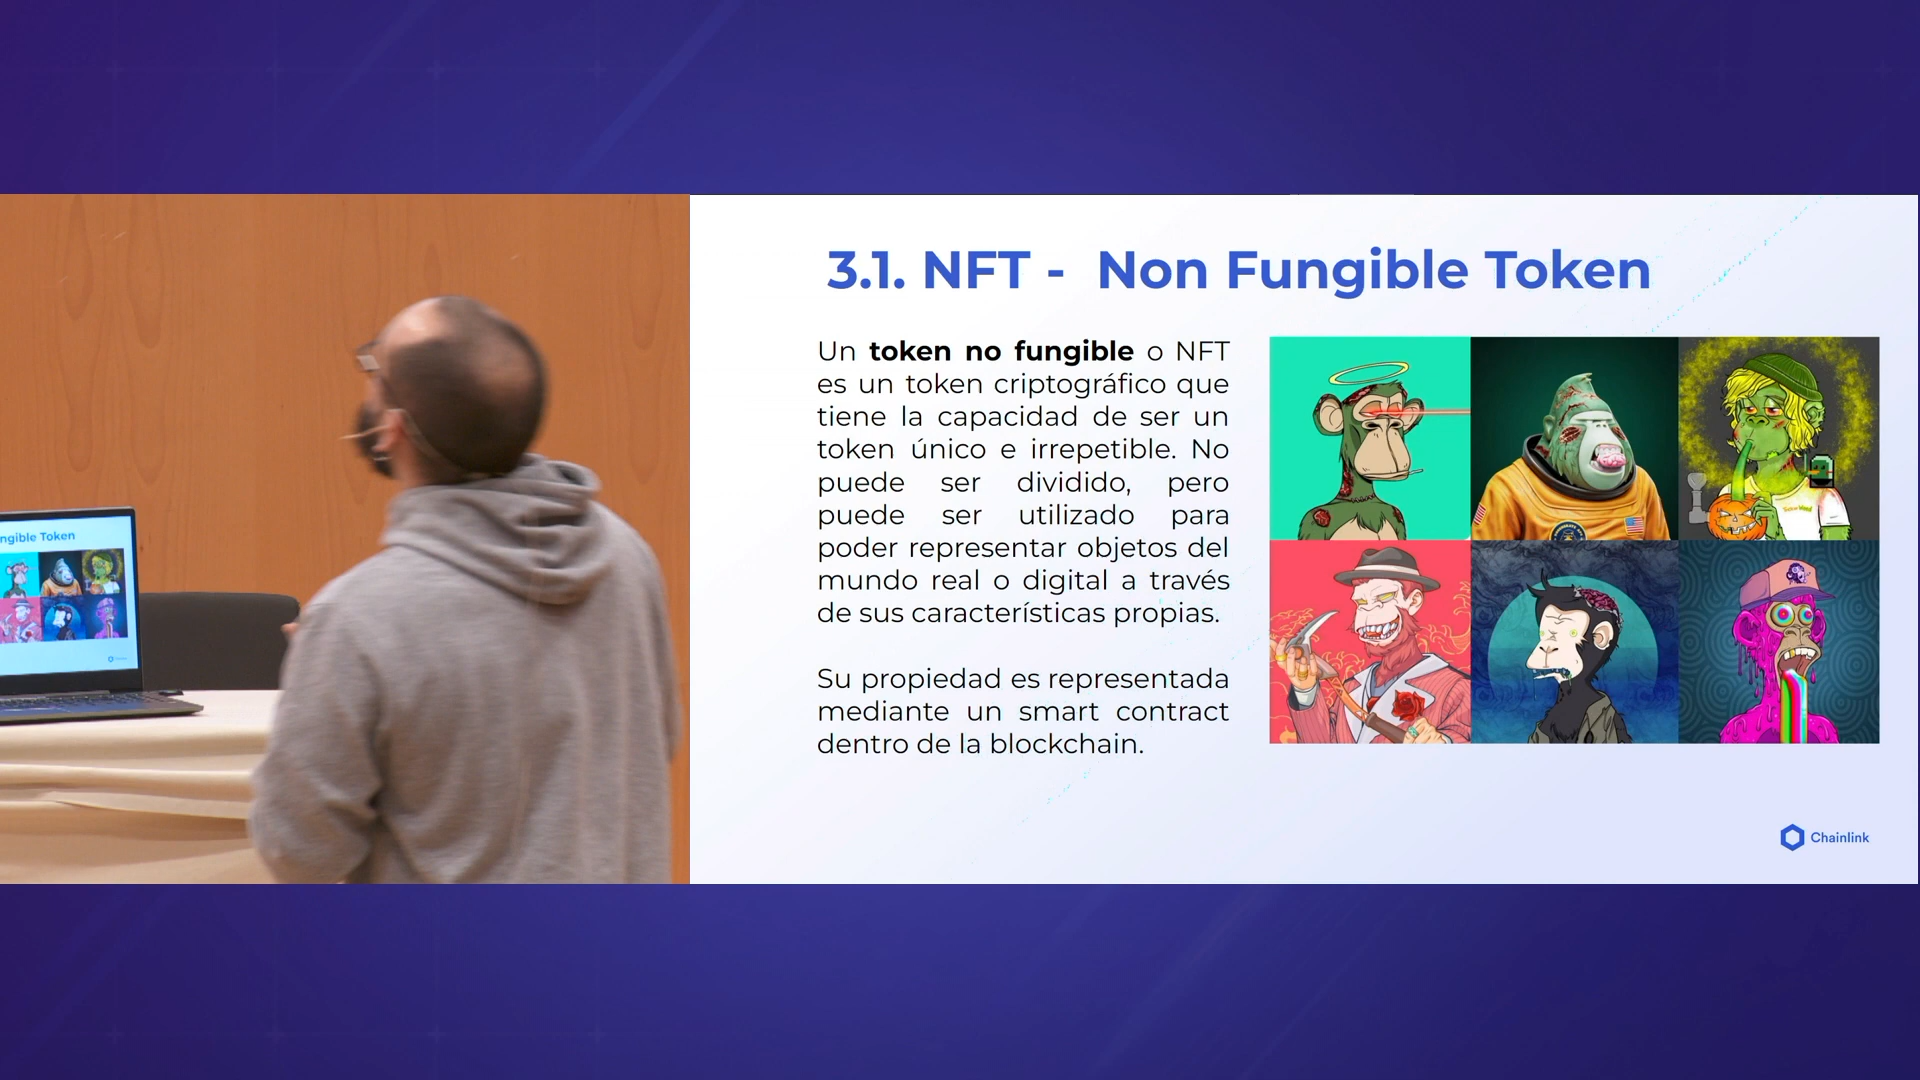 3.1. NFT - Non Fungible Token
Un token no fungible o NFT
es un token criptográfico que
tiene la capacidad de ser un
token único e irrepetible. No
puede ser dividido, pero
puede ser utilizado para
poder representar objetos del
mundo real o digital a través
de sus características propias.
Su propiedad es representada
mediante un smart contract
dentro de la blockchain.
Chainlink
ngible Token